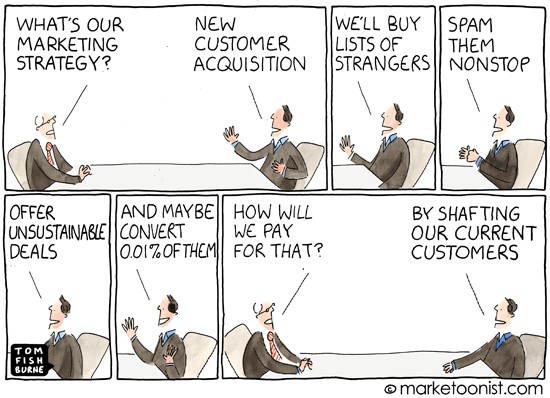 WHAT'S OUR
MARKETING
STRATEGY?
NEW
CUSTOMER
ACQUISITION
WE'LL BUY
LISTS OF
STRANGERS
SPAM
THEM
NONSTOP
OFFER
UNSUSTAINABLE
DEALS
TOM
FISH
BURNE
AND MAYBE
CONVERT
0.01% OF THEM
HOW WILL
WE PAY
FOR THAT?
BY SHAFTING
OUR CURRENT
CUSTOMERS
© marketoonist.com